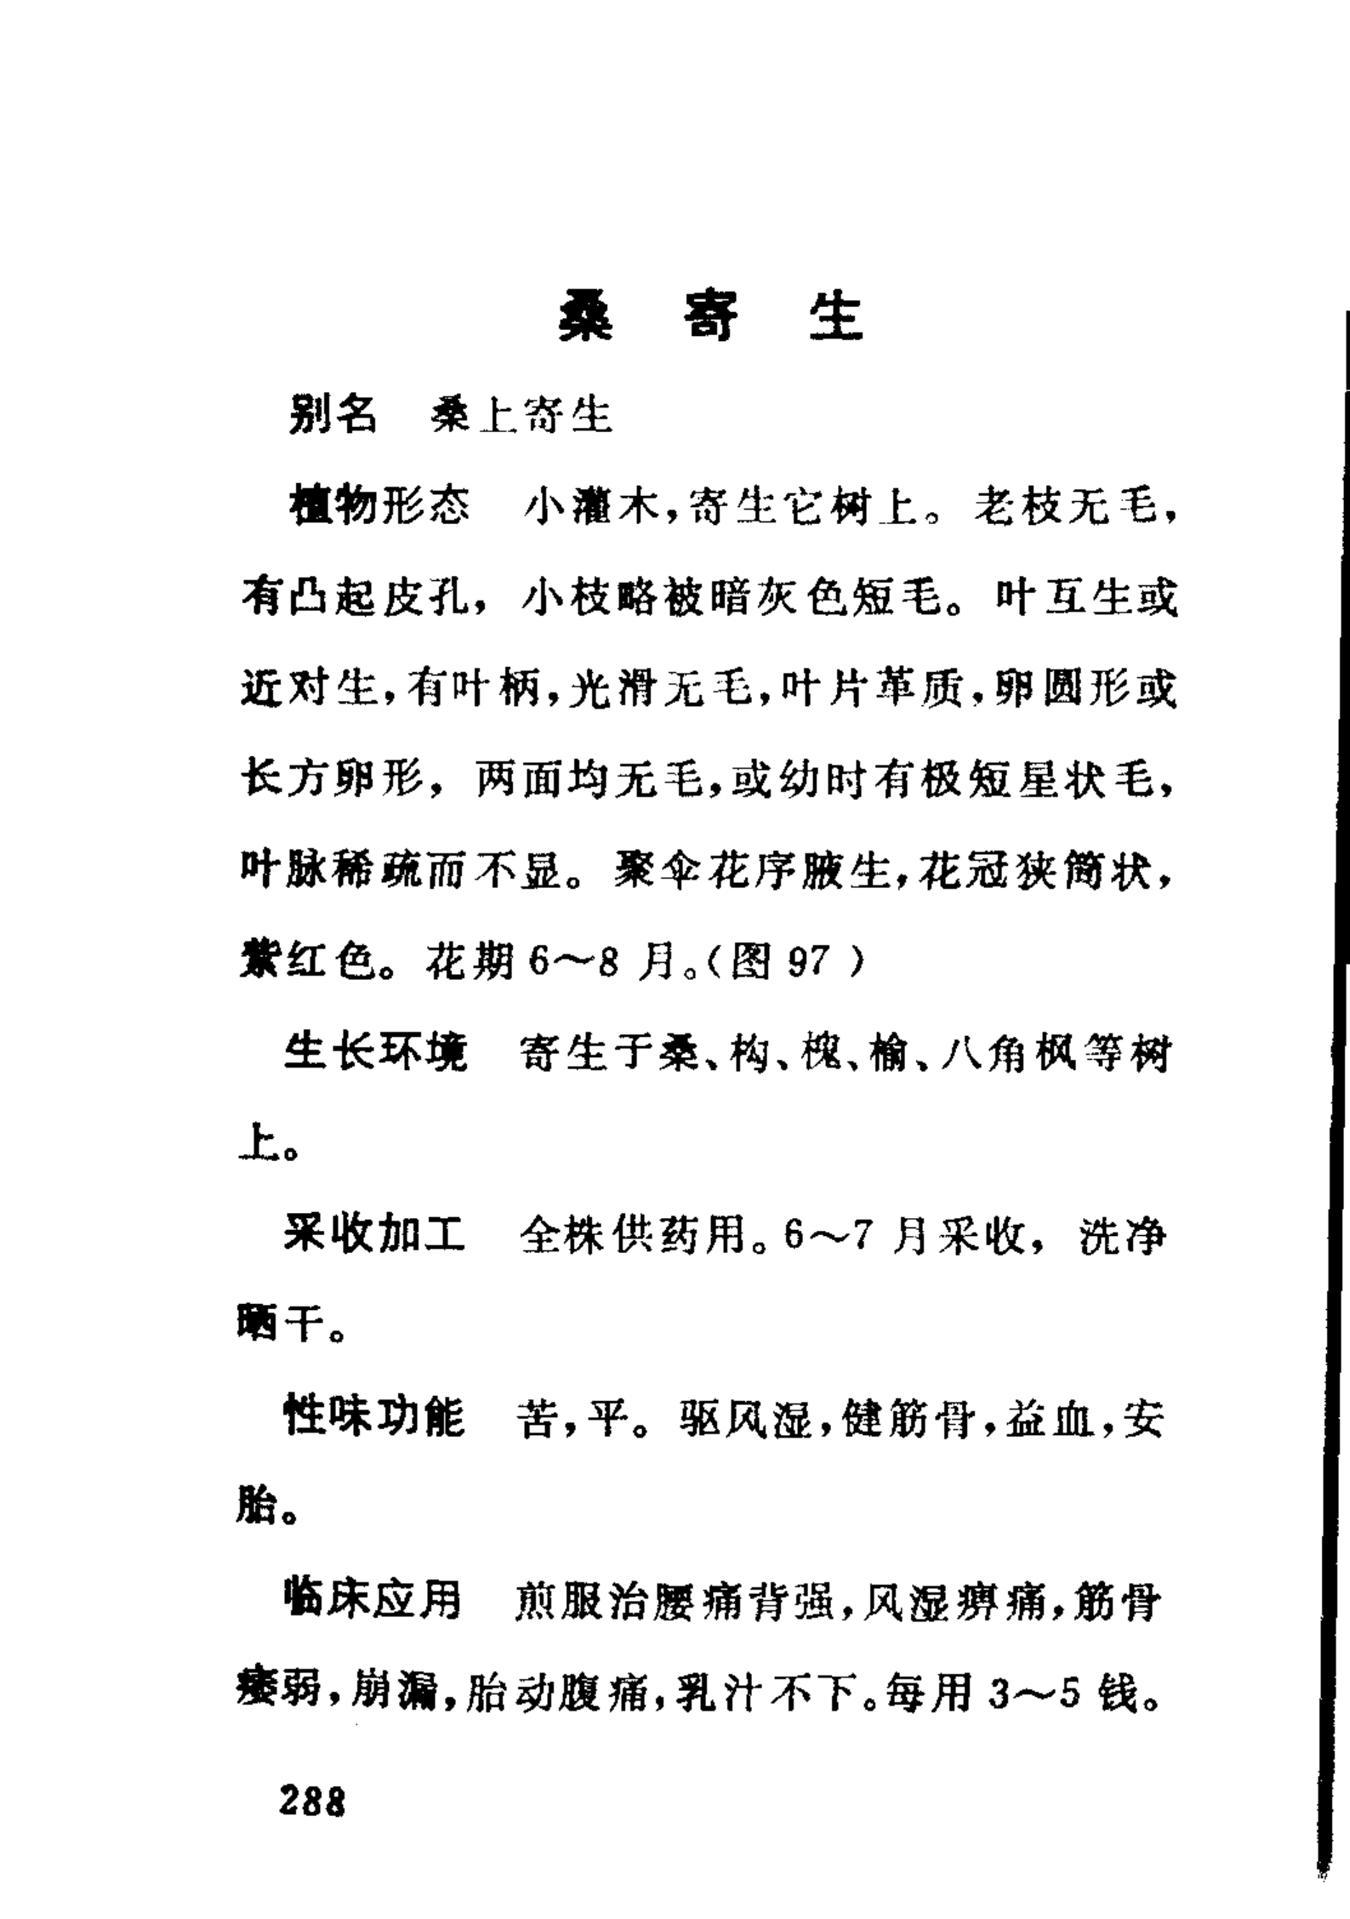 桑寄生
别名 桑上寄生
植物形态 小灌木，寄生它树上。老枝无毛，
有凸起皮孔，小枝略被暗灰色短毛。叶互生或
近对生，有叶柄，光滑无毛，叶片革质，卵圆形或
长方卵形，两面均无毛，或幼时有极短星状毛，
叶脉稀疏而不显。聚伞花序腋生，花冠狭筒状，
紫红色。花期6～8月。（图97）
生长环境 寄生于桑、构、槐、榆、八角枫等树
上。
采收加工 全株供药用。6～7月采收，洗净
晒干。
性味功能 苦，平。驱风湿，健筋骨，益血，安
胎。
临床应用 煎服治腰痛背强，风湿痹痛，筋骨
痿弱，崩漏，胎动腹痛，乳汁不下。每用3～5钱。
288